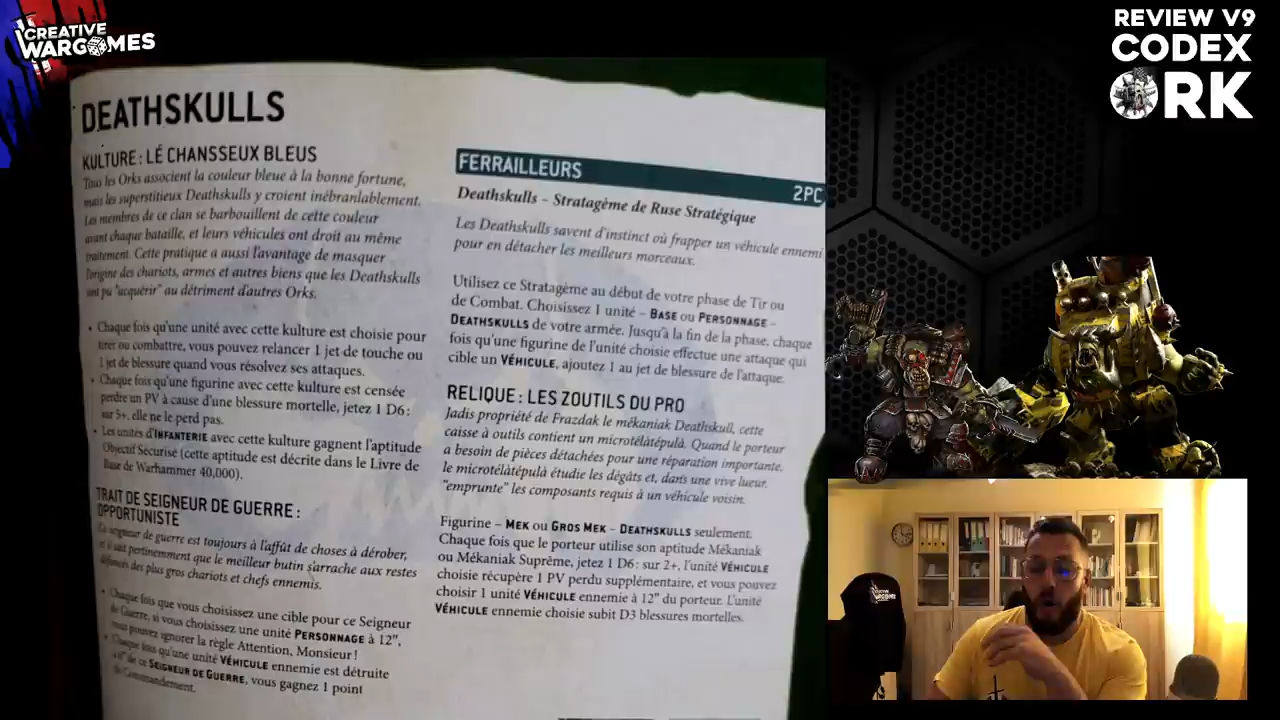 CREATIVE
WARGAMES
REVIEW V9
CODEX
ORK
DEATHSKULLS
KULTURE : LÉ CHANSSEUX BLEUS
Tous les Orks associent la couleur bleue à la bonne fortune,
mais les superstitieux Deathskulls y croient inébranlablement.
Les membres de ce clan se barbouillent de cette couleur
avant chaque bataille, et leurs véhicules ont droit au même
traitement. Cette pratique a aussi l'avantage de masquer
l'origine des chariots, armes et autres biens que les Deathskulls
ont pu "acquérir" au détriment d'autres Orks.
• Chaque fois qu'une unité avec cette kulture est choisie pour
tirer ou combattre, vous pouvez relancer 1 jet de touche ou
1 jet de blessure quand vous résolvez ses attaques.
• Chaque fois qu'une figurine avec cette kulture est censée
perdre un PV à cause d'une blessure mortelle, jetez 1 D6 :
sur 5+, elle ne le perd pas.
• Les unités d'INFANTERIE avec cette kulture gagnent l'aptitude
Objectif Sécurisé (cette aptitude est décrite dans le Livre de
Base de Warhammer 40,000).
TRAIT DE SEIGNEUR DE GUERRE :
OPPORTUNISTE
Ce seigneur de guerre est toujours à l'affût de choses à dérober,
et il sait pertinemment que le meilleur butin s'arrache aux restes
défoncés des plus gros chariots et chefs ennemis.
• Chaque fois que vous choisissez une cible pour ce Seigneur
de Guerre, si vous choisissez une unité PERSONNAGE à 12",
vous pouvez ignorer la règle Attention, Monsieur !
• Chaque fois qu'une unité VÉHICULE ennemie est détruite
à 6" de ce SEIGNEUR DE GUERRE, vous gagnez 1 point
de Commandement.
FERRAILLEURS
2PC
Deathskulls – Stratagème de Ruse Stratégique
Les Deathskulls savent d'instinct où frapper un véhicule ennemi
pour en détacher les meilleurs morceaux.
Utilisez ce Stratagème au début de votre phase de Tir ou
de Combat. Choisissez 1 unité – BASE ou PERSONNAGE –
DEATHSKULLS de votre armée. Jusqu'à la fin de la phase, chaque
fois qu'une figurine de l'unité choisie effectue une attaque qui
cible un VÉHICULE, ajoutez 1 au jet de blessure de l'attaque.
RELIQUE : LES ZOUTILS DU PRO
Jadis propriété de Frazdak le mékaniak Deathskull, cette
caisse à outils contient un microtélàtépulà. Quand le porteur
a besoin de pièces détachées pour une réparation importante,
le microtélàtépulà étudie les dégâts et, dans une vive lueur,
"emprunte" les composants requis à un véhicule voisin.
Figurine – MEK ou GROS MEK – DEATHSKULLS seulement.
Chaque fois que le porteur utilise son aptitude Mékaniak
ou Mékaniak Suprême, jetez 1 D6 : sur 2+, l'unité VÉHICULE
choisie récupère 1 PV perdu supplémentaire, et vous pouvez
choisir 1 unité VÉHICULE ennemie à 12" du porteur. L'unité
VÉHICULE ennemie choisie subit D3 blessures mortelles.